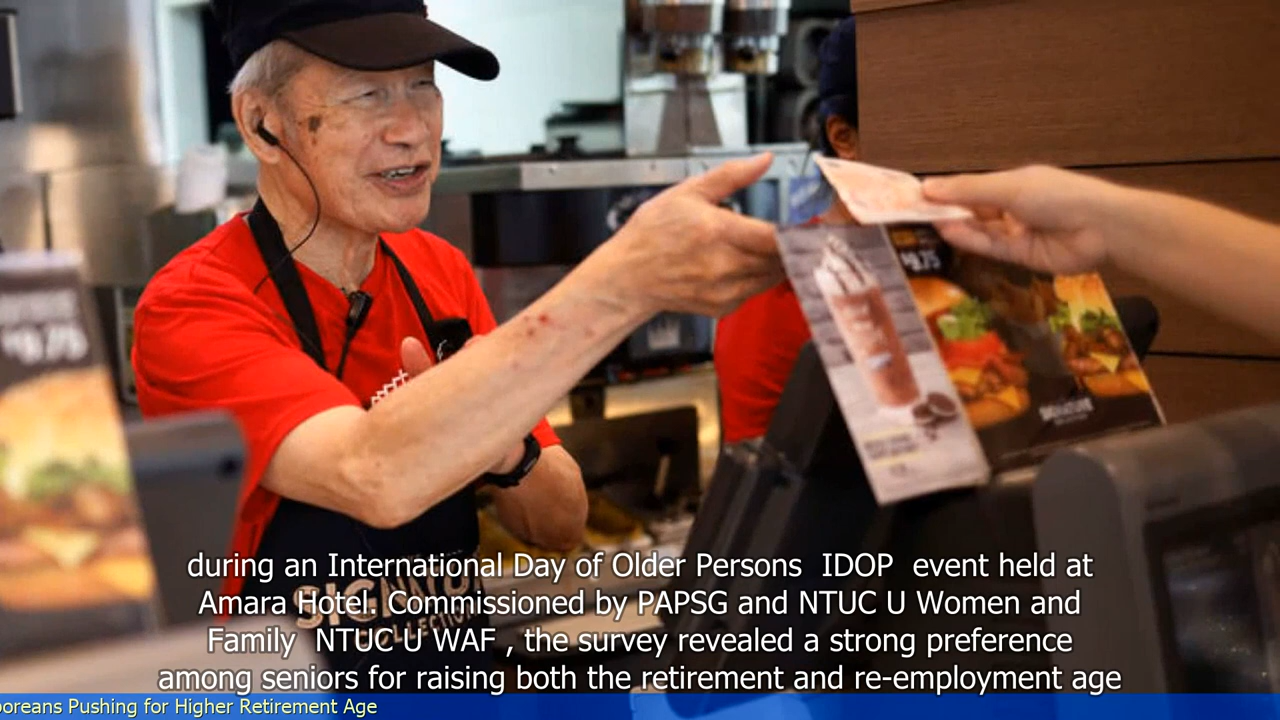 $9.75
9.75
during an International Day of Older Persons  IDOP  event held at
Amara Hotel. Commissioned by PAPSG and NTUC U Women and
Family  NTUC U WAF , the survey revealed a strong preference
among seniors for raising both the retirement and re-employment age
oreans Pushing for Higher Retirement Age